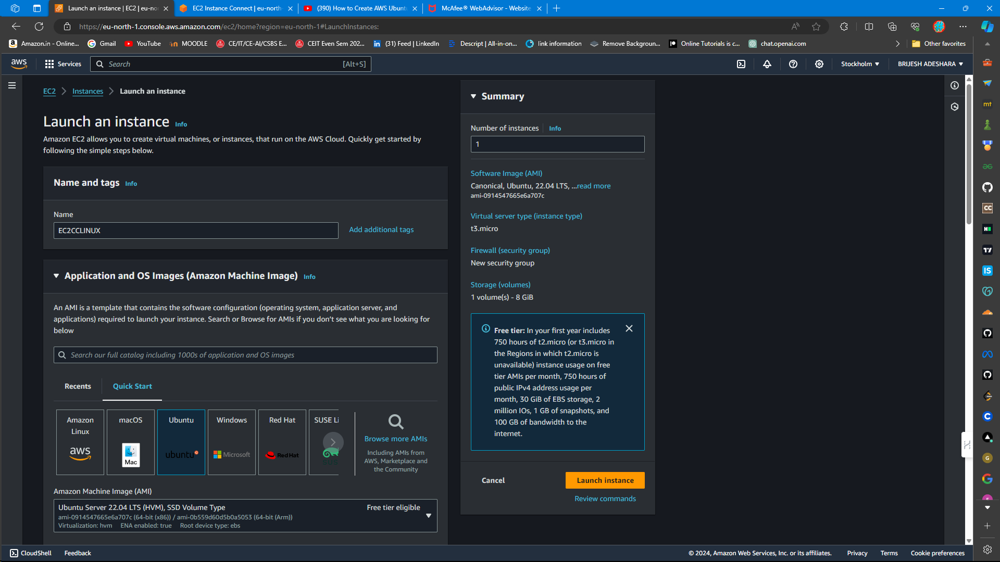 Launch an instance | EC2 | eu-no
EC2 Instance Connect | eu-north-
(390) How to Create AWS Ubunt
McAfee® WebAdvisor - Website
https://eu-north-1.console.aws.amazon.com/ec2/home?region=eu-north-1#LaunchInstances:
Amazon.in - Online...
Gmail
YouTube
MOODLE
CE/IT/CE-AI/CSBS E...
CEIT Even Sem 202...
(31) Feed | LinkedIn
Descript | All-in-on...
link information
Remove Backgroun...
Online Tutorials is c...
chat.openai.com
Other favorites
aws
Services
Search
[Alt+S]
Stockholm
BRIJESH ADESHARA
EC2
Instances
Launch an instance
Launch an instance Info
Amazon EC2 allows you to create virtual machines, or instances, that run on the AWS Cloud. Quickly get started by
following the simple steps below.
Name and tags Info
Name
EC2CCLINUX
Add additional tags
Application and OS Images (Amazon Machine Image) Info
An AMI is a template that contains the software configuration (operating system, application server, and
applications) required to launch your instance. Search or Browse for AMIs if you don't see what you are looking for
below
Search our full catalog including 1000s of application and OS images
Recents
Quick Start
Amazon
Linux
aws
macOS
Mac
Ubuntu
ubuntu
Windows
Microsoft
Red Hat
Red Hat
SUSE Li
SUS
Browse more AMIs
Including AMIs from
AWS, Marketplace and
the Community
Amazon Machine Image (AMI)
Ubuntu Server 22.04 LTS (HVM), SSD Volume Type
Free tier eligible
ami-0914547665e6a707c (64-bit (x86)) / ami-0b559d60d5b0a5053 (64-bit (Arm))
Virtualization: hvm ENA enabled: true Root device type: ebs
Summary
Number of instances Info
1
Software Image (AMI)
Canonical, Ubuntu, 22.04 LTS, ...read more
ami-0914547665e6a707c
Virtual server type (instance type)
t3.micro
Firewall (security group)
New security group
Storage (volumes)
1 volume(s) - 8 GiB
Free tier: In your first year includes
750 hours of t2.micro (or t3.micro in
the Regions in which t2.micro is
unavailable) instance usage on free
tier AMIs per month, 750 hours of
public IPv4 address usage per
month, 30 GiB of EBS storage, 2
million IOs, 1 GB of snapshots, and
100 GB of bandwidth to the
internet.
Cancel
Launch instance
Review commands
mt
CC
H
IS
C
G
CloudShell
Feedback
© 2024, Amazon Web Services, Inc. or its affiliates.
Privacy
Terms
Cookie preferences